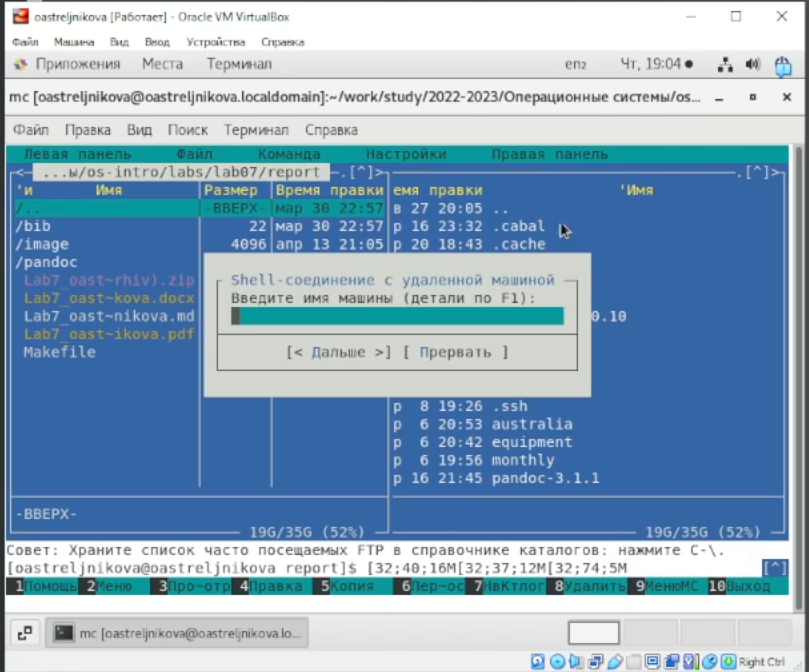 oastreljnikova [Работает] - Oracle VM VirtualBox
Файл Машина Вид Ввод Устройства Справка
Приложения Места Терминал en₂ Чт, 19:04
mc [oastreljnikova@oastreljnikova.localdomain]:~/work/study/2022-2023/Операционные системы/os...
Файл Правка Вид Поиск Терминал Справка
Левая панель Файл Команда Настройки Правая панель
<— ...ы/os-intro/labs/lab07/report —.[^]> .[^]>
'и Имя Размер Время правки емя правки 'Имя
/.. -ВВЕРХ- мар 30 22:57 в 27 20:05 ..
/bib 22 мар 30 22:57 р 16 23:32 .cabal
/image 4096 апр 13 21:05 р 20 18:43 .cache
/pandoc
Lab7_oast~rhiv).zip Shell-соединение с удаленной машиной
Lab7_oast~kova.docx Введите имя машины (детали по F1):
Lab7_oast~nikova.md 0.10
Lab7_oast~ikova.pdf
Makefile [< Дальше >] [ Прервать ]
р 8 19:26 .ssh
р 6 20:53 australia
р 6 20:42 equipment
р 6 19:56 monthly
р 16 21:45 pandoc-3.1.1
-ВВЕРХ-
19G/35G (52%) 19G/35G (52%)
Совет: Храните список часто посещаемых FTP в справочнике каталогов: нажмите C-\.
[oastreljnikova@oastreljnikova report]$ [32;40;16M[32;37;12M[32;74;5M [^]
1Помощь 2Меню 3Про~отр 4Правка 5Копия 6Пер~ос 7НвКтлог 8Удалить 9МенюMC 10Выход
mc [oastreljnikova@oastreljnikova.lo...
Right Ctrl